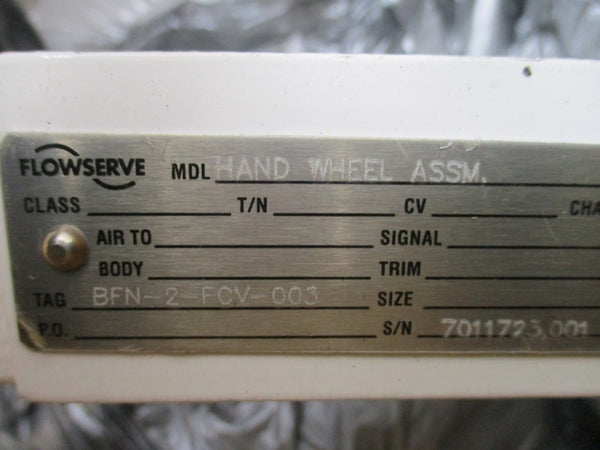 FLOWSERVE MDL HAND WHEEL ASSM.
CLASS T/N CV CHA
AIR TO SIGNAL
BODY TRIM
TAG BFN-2-FCV-003 SIZE
P.O. S/N 7011723.001